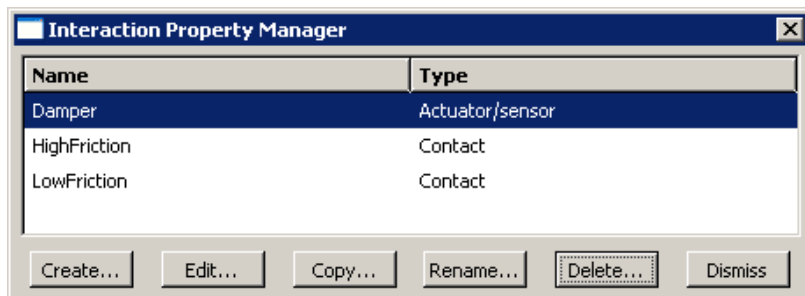 Interaction Property Manager
Name Type
Damper Actuator/sensor
HighFriction Contact
LowFriction Contact
Create... Edit... Copy... Rename... Delete... Dismiss